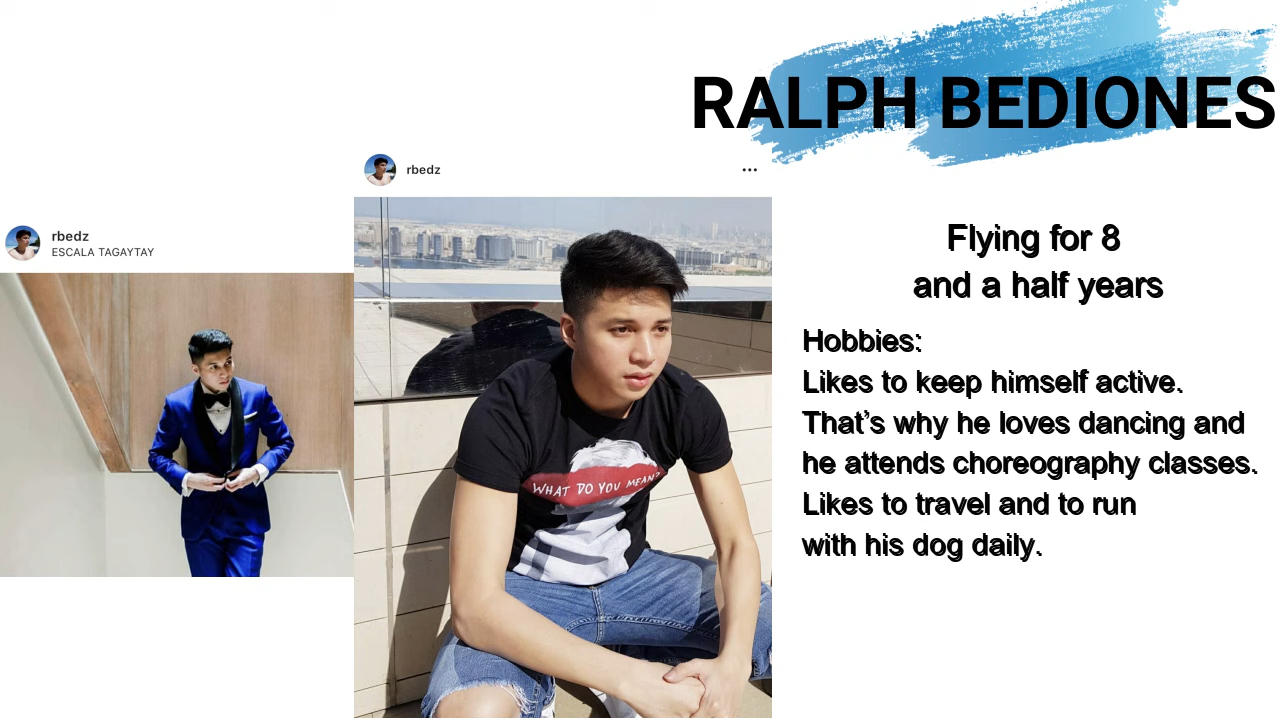 RALPH BEDIONES
rbedz
rbedz
ESCALA TAGAYTAY
WHAT DO YOU MEAN?
Flying for 8
and a half years
Hobbies:
Likes to keep himself active.
That's why he loves dancing and
he attends choreography classes.
Likes to travel and to run
with his dog daily.